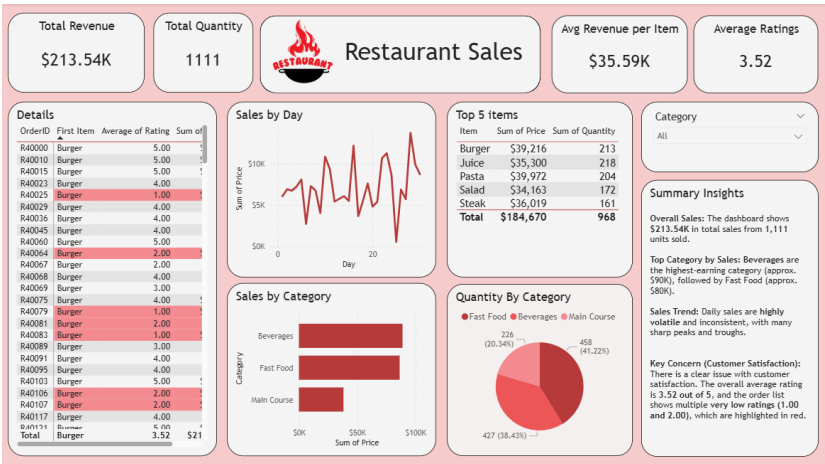 Total Revenue
$213.54K
Total Quantity
1111
RESTAURANT
Restaurant Sales
Avg Revenue per Item
$35.59K
Average Ratings
3.52
Details
OrderID First Item Average of Rating Sum of
R40000 Burger 5.00
R40010 Burger 5.00
R40015 Burger 5.00
R40023 Burger 4.00
R40025 Burger 1.00
R40029 Burger 4.00
R40036 Burger 4.00
R40045 Burger 4.00
R40060 Burger 5.00
R40064 Burger 2.00
R40067 Burger 2.00
R40068 Burger 4.00
R40069 Burger 3.00
R40075 Burger 4.00
R40079 Burger 1.00
R40081 Burger 2.00
R40083 Burger 1.00
R40089 Burger 3.00
R40091 Burger 4.00
R40095 Burger 4.00
R40103 Burger 5.00
R40106 Burger 2.00
R40107 Burger 2.00
R40117 Burger 4.00
R40121 Burger 5.00
Total Burger 3.52 $21
Sales by Day
$10K
$5K
$0K
Sum of Price
0 20
Day
Top 5 items
Item Sum of Price Sum of Quantity
Burger $39,216 213
Juice $35,300 218
Pasta $39,972 204
Salad $34,163 172
Steak $36,019 161
Total $184,670 968
Category
All
Sales by Category
Category
Beverages
Fast Food
Main Course
$0K $50K $100K
Sum of Price
Quantity By Category
Fast Food Beverages Main Course
226
(20.34%)
458
(41.22%)
427 (38.43%)
Summary Insights
Overall Sales: The dashboard shows
$213.54K in total sales from 1,111
units sold.
Top Category by Sales: Beverages are
the highest-earning category (approx.
$90K), followed by Fast Food (approx.
$80K).
Sales Trend: Daily sales are highly
volatile and inconsistent, with many
sharp peaks and troughs.
Key Concern (Customer Satisfaction):
There is a clear issue with customer
satisfaction. The overall average rating
is 3.52 out of 5, and the order list
shows multiple very low ratings (1.00
and 2.00), which are highlighted in red.